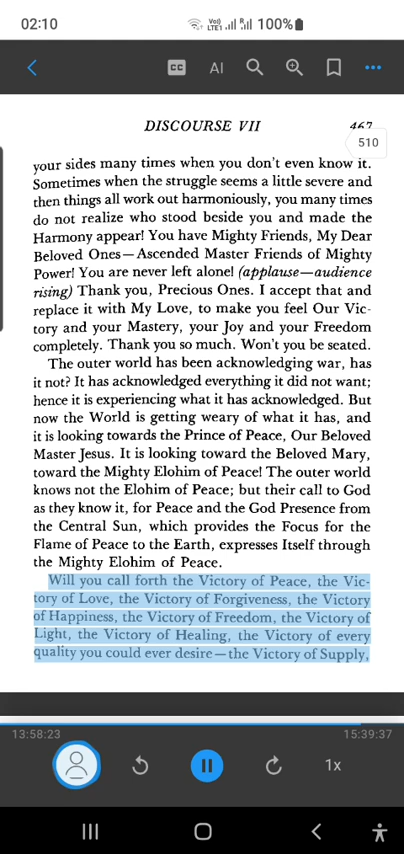 02:10
Vo))
LTE1
R
100%
CC
AI
DISCOURSE VII
467
510
your sides many times when you don't even know it.
Sometimes when the struggle seems a little severe and
then things all work out harmoniously, you many times
do not realize who stood beside you and made the
Harmony appear! You have Mighty Friends, My Dear
Beloved Ones—Ascended Master Friends of Mighty
Power! You are never left alone! (applause—audience
rising) Thank you, Precious Ones. I accept that and
replace it with My Love, to make you feel Our Vic-
tory and your Mastery, your Joy and your Freedom
completely. Thank you so much. Won't you be seated.
The outer world has been acknowledging war, has
it not? It has acknowledged everything it did not want;
hence it is experiencing what it has acknowledged. But
now the World is getting weary of what it has, and
it is looking towards the Prince of Peace, Our Beloved
Master Jesus. It is looking toward the Beloved Mary,
toward the Mighty Elohim of Peace! The outer world
knows not the Elohim of Peace; but their call to God
as they know it, for Peace and the God Presence from
the Central Sun, which provides the Focus for the
Flame of Peace to the Earth, expresses Itself through
the Mighty Elohim of Peace.
Will you call forth the Victory of Peace, the Vic-
tory of Love, the Victory of Forgiveness, the Victory
of Happiness, the Victory of Freedom, the Victory of
Light, the Victory of Healing, the Victory of every
quality you could ever desire—the Victory of Supply,
13:58:23
15:39:37
1x